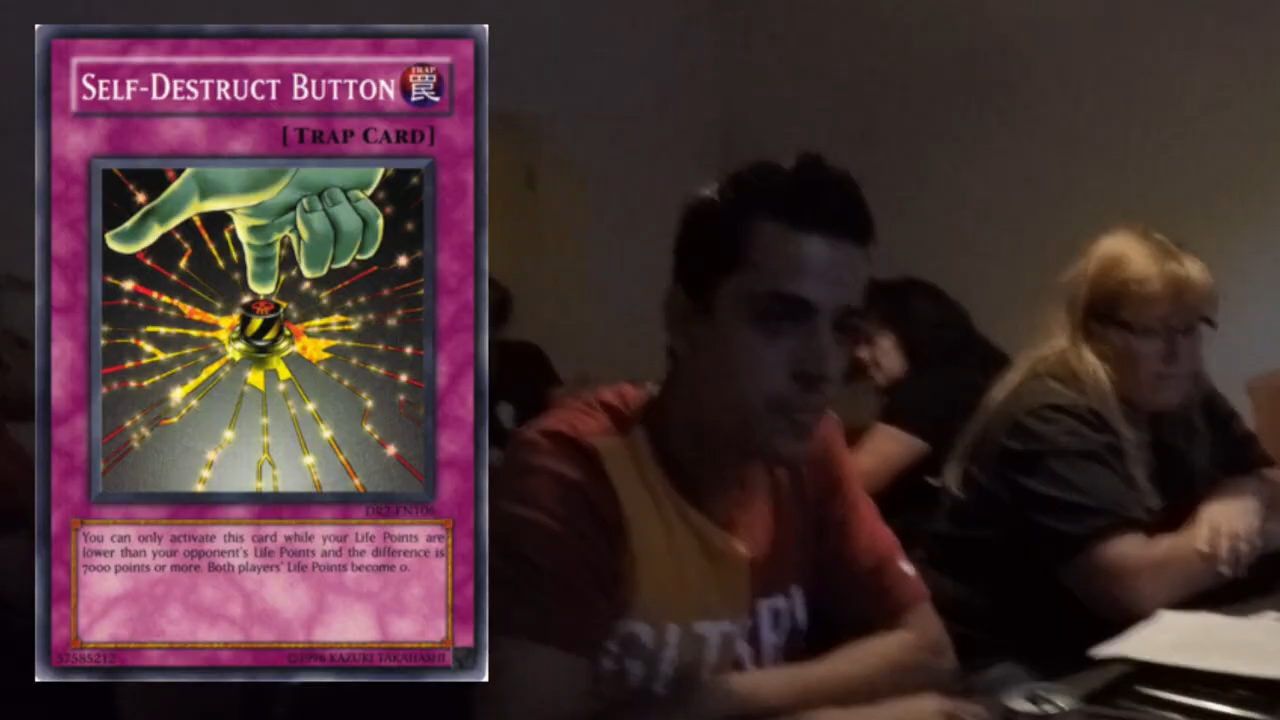 SELF-DESTRUCT BUTTON
TRAP
罠
[TRAP CARD]
DR2-EN106
You can only activate this card while your Life Points are
lower than your opponent's Life Points and the difference is
7000 points or more. Both players' Life Points become 0.
57585212
©1996 KAZUKI TAKAHASHI